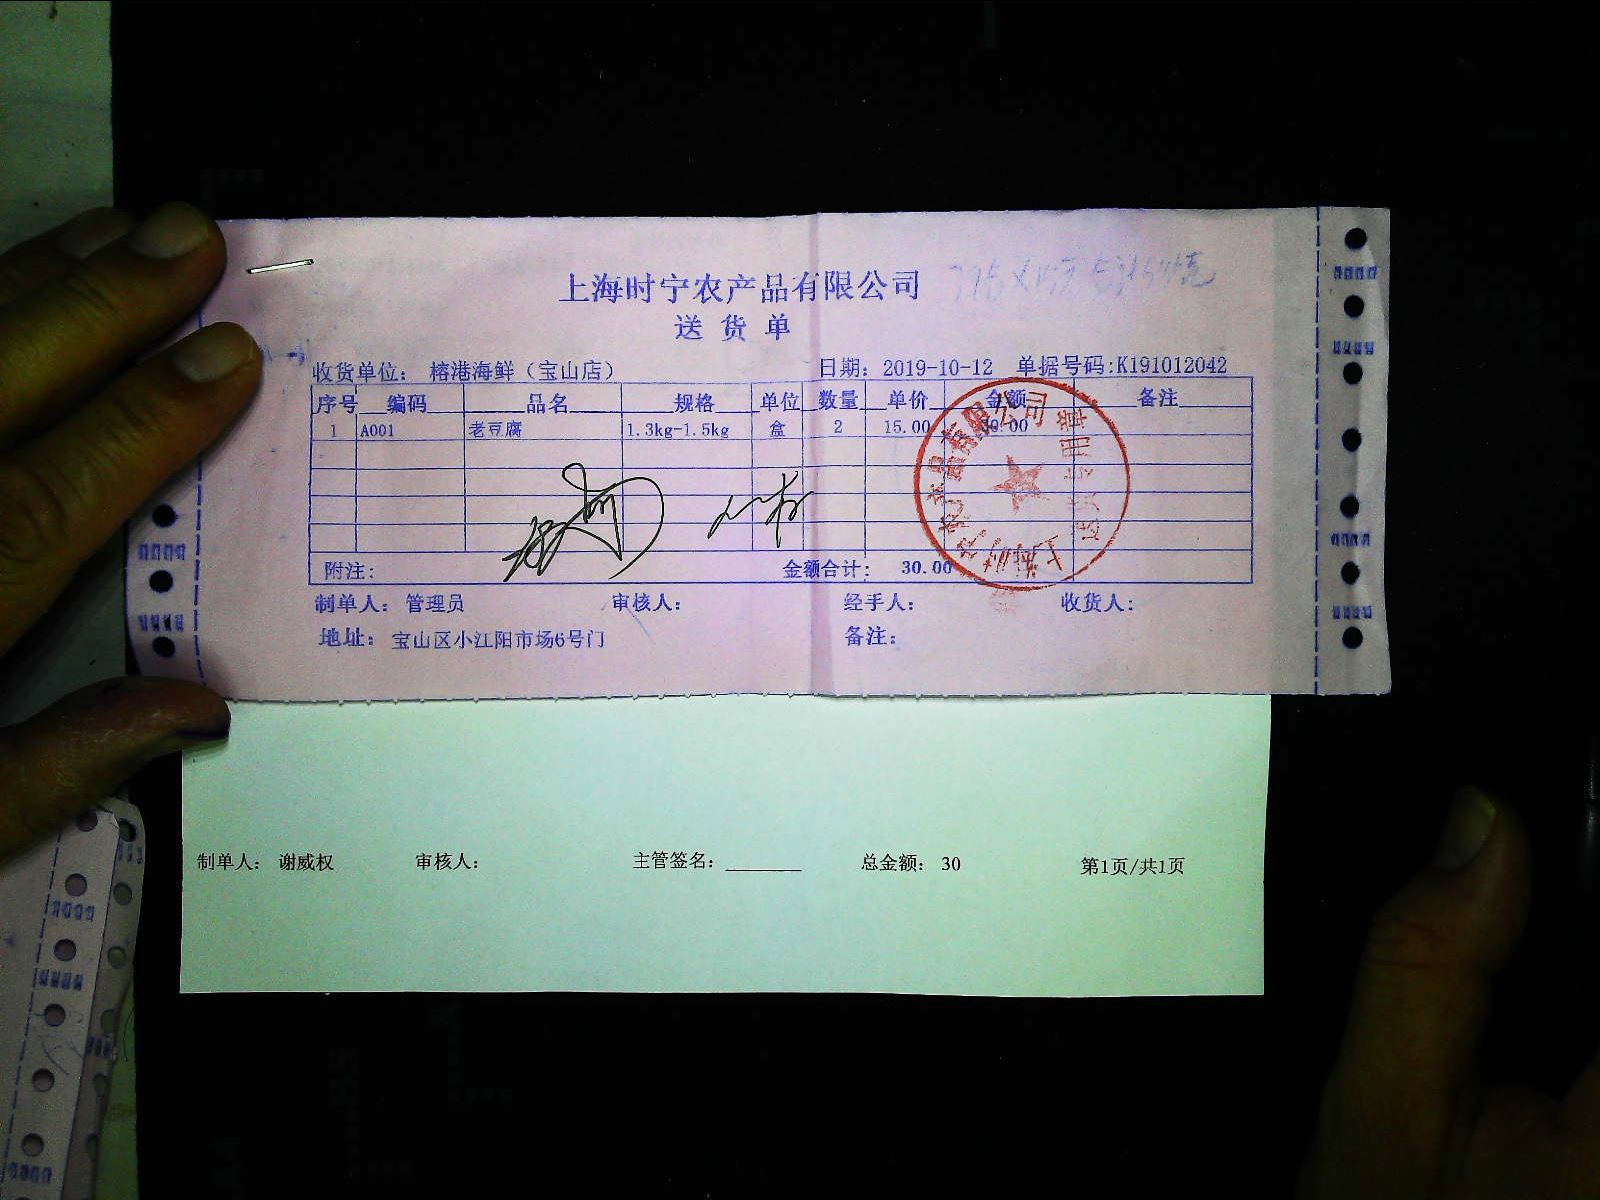 上海时宁农产品有限公司
送货单
收货单位： 榕港海鲜（宝山店） 日期：2019-10-12 单据号码:K191012042
序号 编码 品名 规格 单位 数量 单价 金额 备注
1 A001 老豆腐 1.3kg-1.5kg 盒 2 15.00 30.00
附注: 金额合计： 30.00
制单人：管理员 审核人： 经手人： 收货人：
地址： 宝山区小江阳市场6号门 备注：
制单人： 谢威权 审核人： 主管签名： 总金额： 30 第1页/共1页